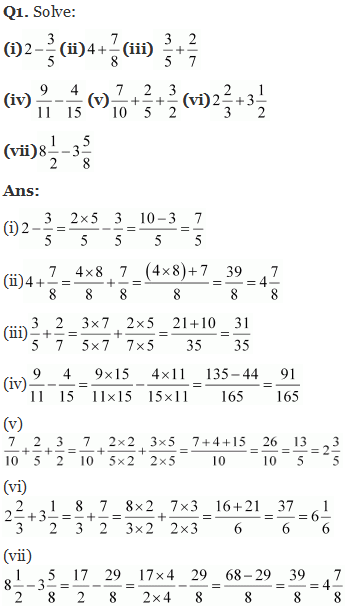 Q1. Solve:
(i) 2 − 3/5 (ii) 4 + 7/8 (iii) 3/5 + 2/7
(iv) 9/11 − 4/15 (v) 7/10 + 2/5 + 3/2 (vi) 2 2/3 + 3 1/2
(vii) 8 1/2 − 3 5/8
Ans:
(i) 2 − 3/5 = 2×5/5 − 3/5 = 10−3/5 = 7/5
(ii) 4 + 7/8 = 4×8/8 + 7/8 = (4×8)+7/8 = 39/8 = 4 7/8
(iii) 3/5 + 2/7 = 3×7/5×7 + 2×5/7×5 = 21+10/35 = 31/35
(iv) 9/11 − 4/15 = 9×15/11×15 − 4×11/15×11 = 135−44/165 = 91/165
(v)
7/10 + 2/5 + 3/2 = 7/10 + 2×2/5×2 + 3×5/2×5 = 7+4+15/10 = 26/10 = 13/5 = 2 3/5
(vi)
2 2/3 + 3 1/2 = 8/3 + 7/2 = 8×2/3×2 + 7×3/2×3 = 16+21/6 = 37/6 = 6 1/6
(vii)
8 1/2 − 3 5/8 = 17/2 − 29/8 = 17×4/2×4 − 29/8 = 68−29/8 = 39/8 = 4 7/8